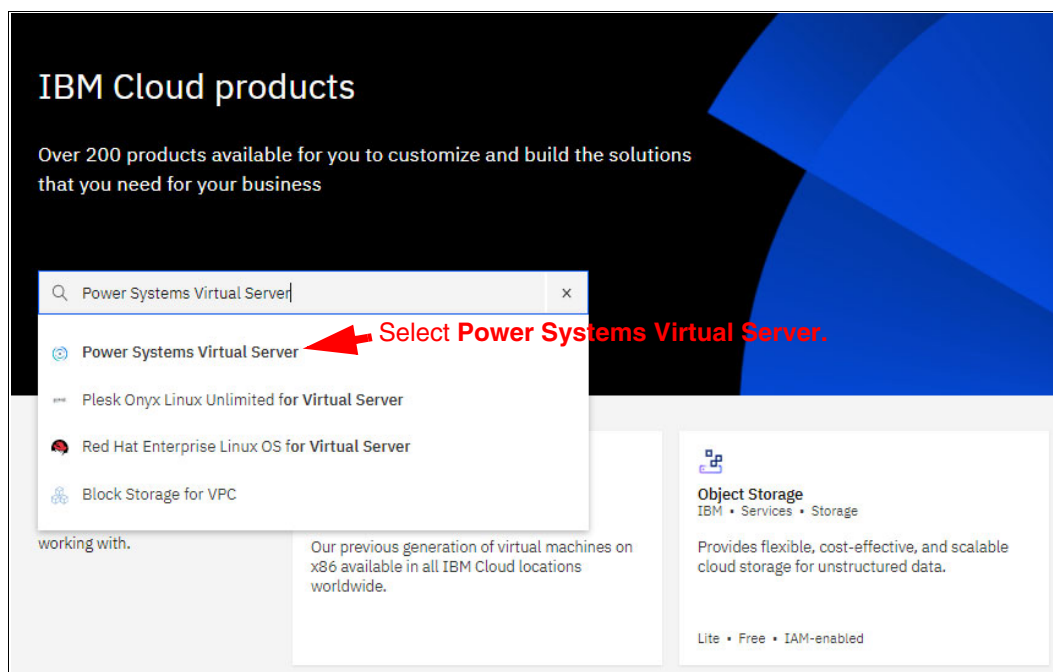 IBM Cloud products
Over 200 products available for you to customize and build the solutions
that you need for your business
Power Systems Virtual Server
×
Select Power Systems Virtual Server.
Power Systems Virtual Server
Plesk Onyx Linux Unlimited for Virtual Server
Red Hat Enterprise Linux OS for Virtual Server
Block Storage for VPC
working with.
Our previous generation of virtual machines on
x86 available in all IBM Cloud locations
worldwide.
Object Storage
IBM • Services • Storage
Provides flexible, cost-effective, and scalable
cloud storage for unstructured data.
Lite • Free • IAM-enabled